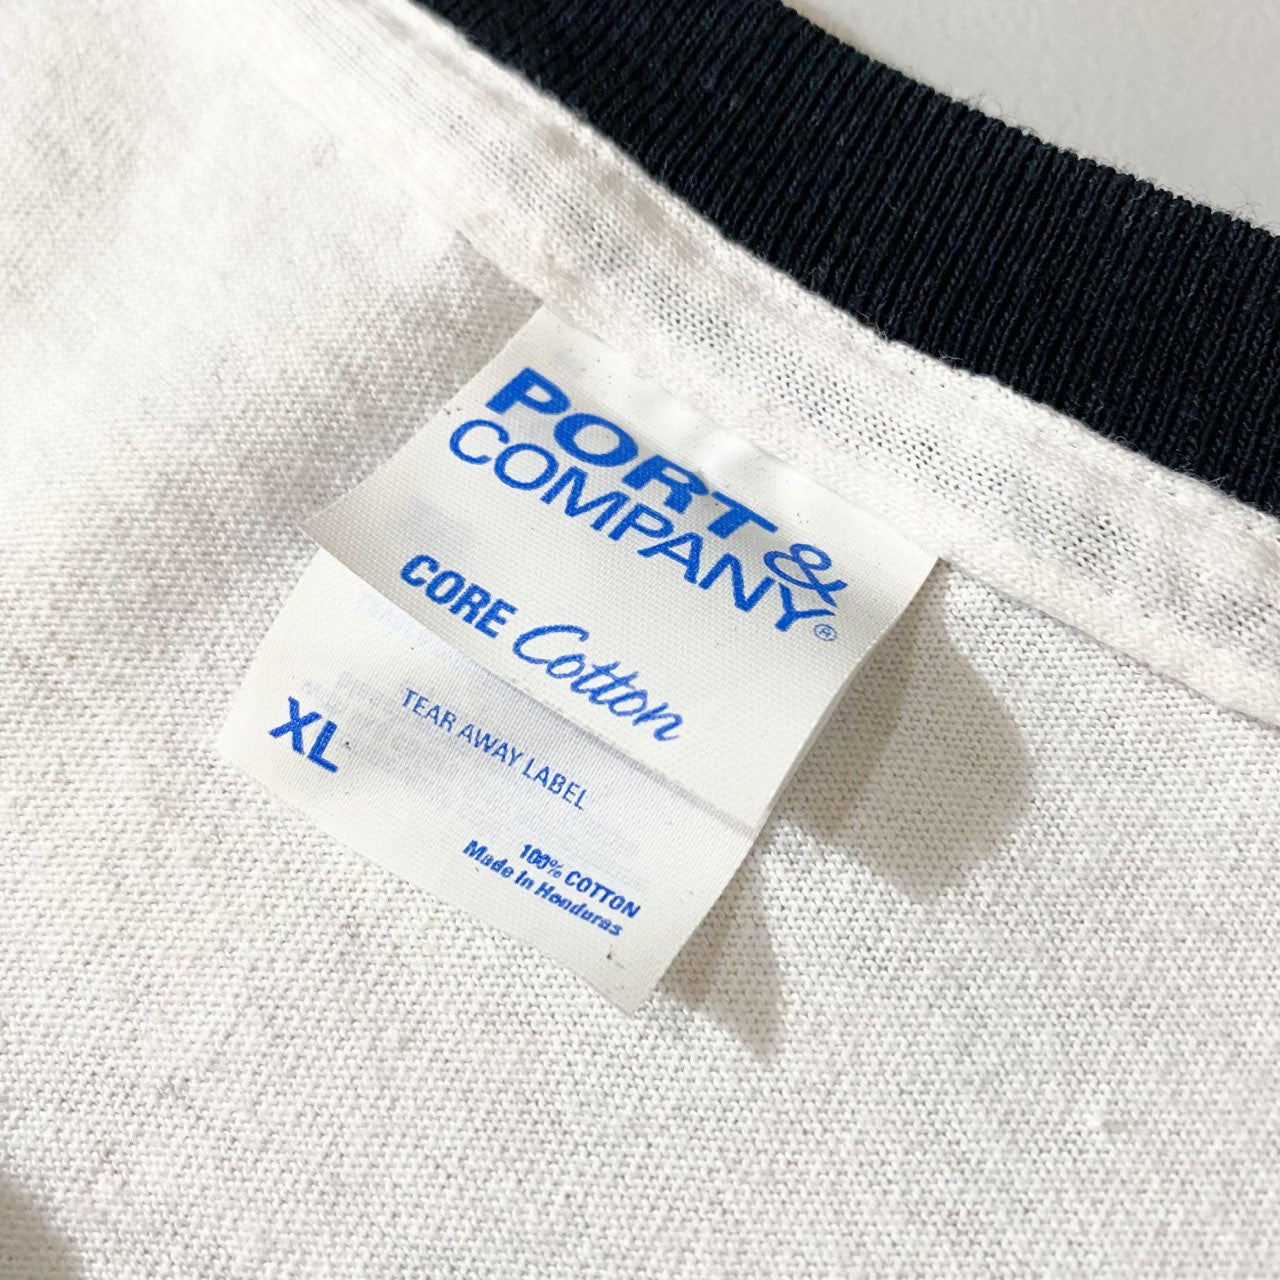 PORT &
COMPANY®
CORE Cotton
TEAR AWAY LABEL
XL
100% COTTON
Made In Honduras